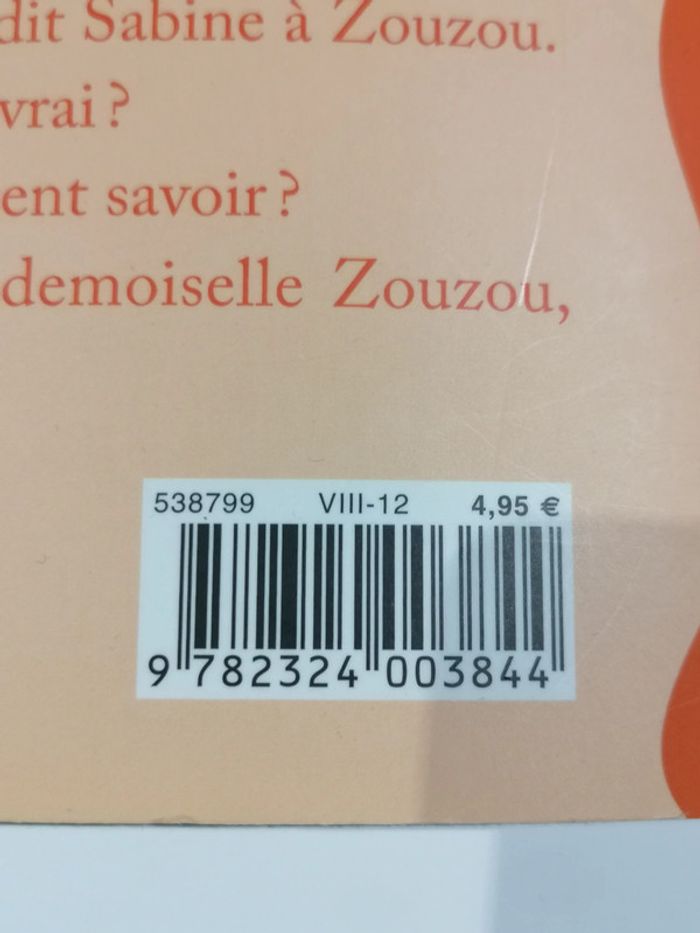 dit Sabine à Zouzou.
vrai ?
ent savoir ?
demoiselle Zouzou,
538799 VIII-12 4,95 €
9 782324 003844